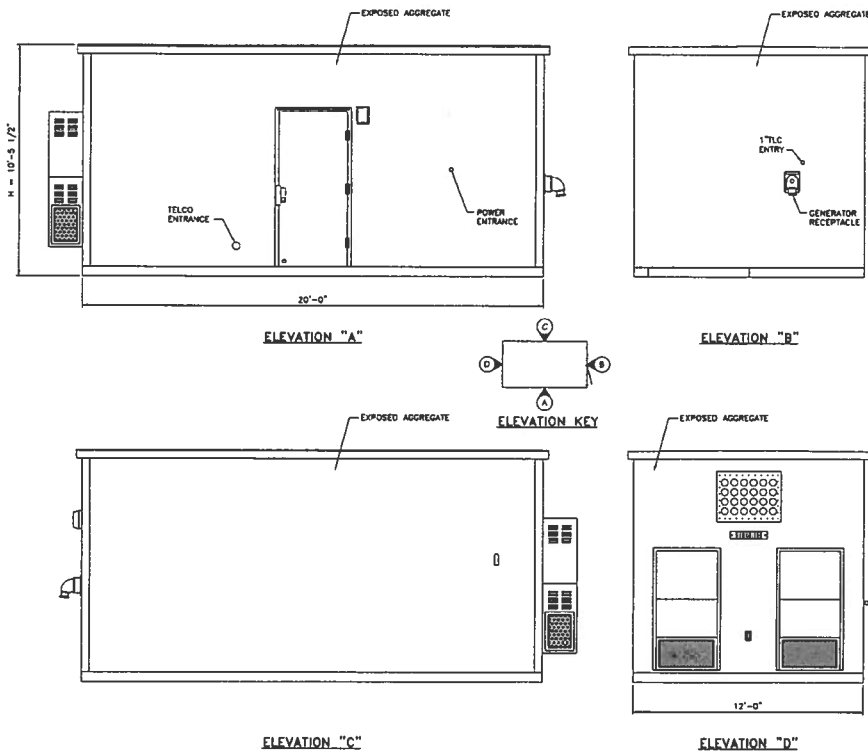 EXPOSED AGGREGATE
EXPOSED AGGREGATE
H = 10'-5 1/2"
1"TLC
ENTRY
TELCO
ENTRANCE
POWER
ENTRANCE
GENERATOR
RECEPTACLE
20'-0"
ELEVATION "A"
ELEVATION "B"
C
D
B
A
ELEVATION KEY
EXPOSED AGGREGATE
EXPOSED AGGREGATE
12'-0"
ELEVATION "C"
ELEVATION "D"